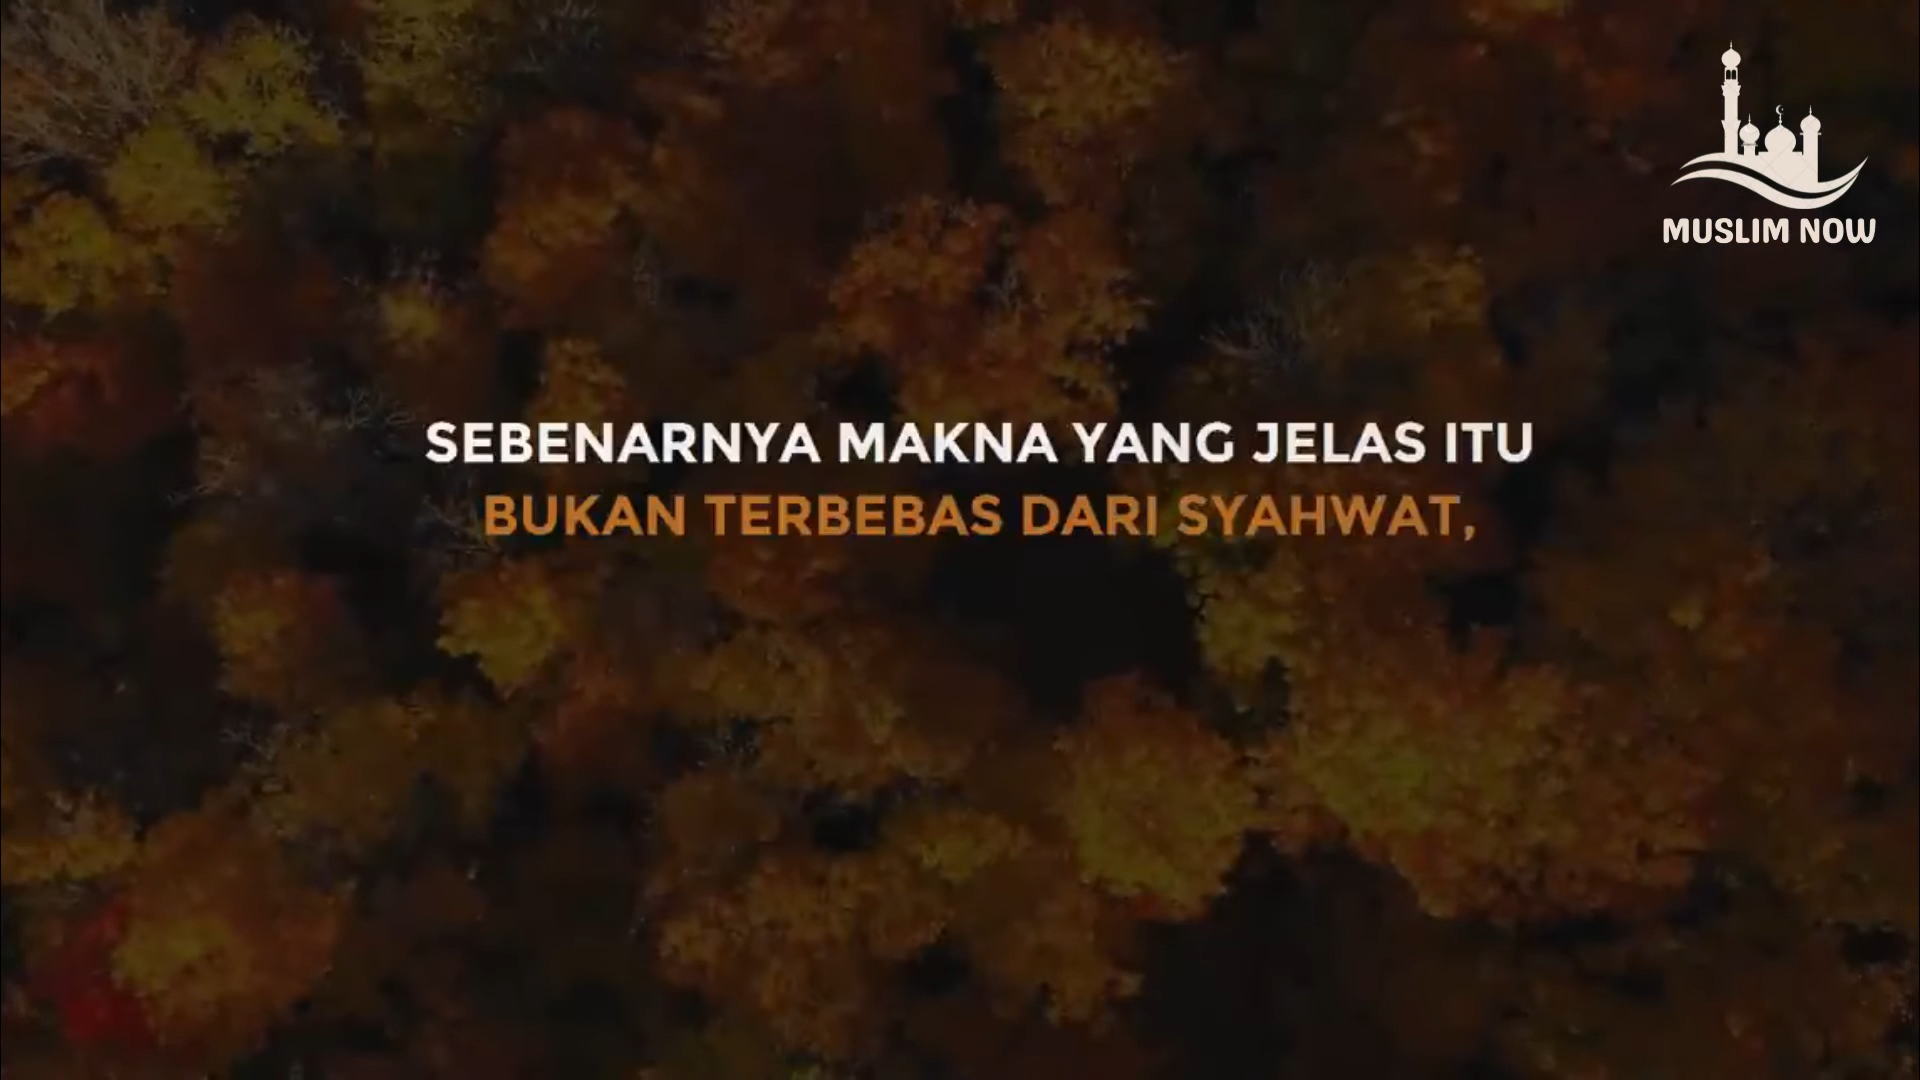 MUSLIM NOW
SEBENARNYA MAKNA YANG JELAS ITU
BUKAN TERBEBAS DARI SYAHWAT,